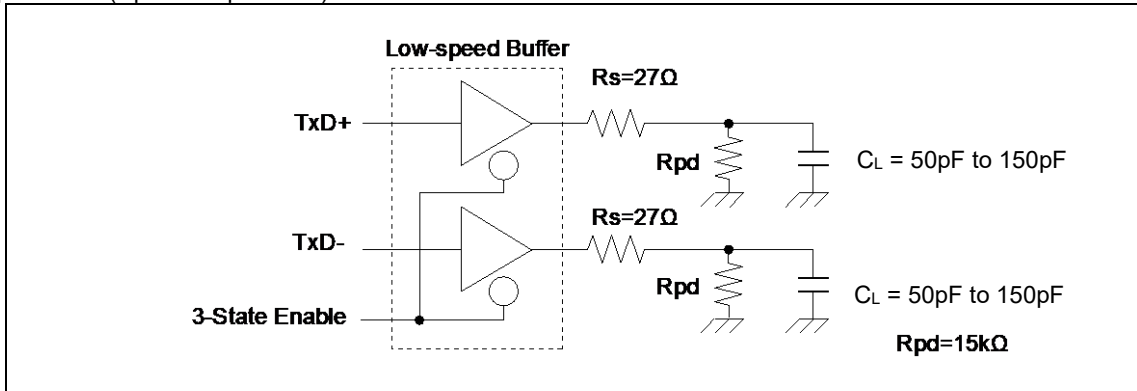 Low-speed Buffer
Rs=27Ω
TxD+
Rpd
CL = 50pF to 150pF
Rs=27Ω
TxD-
Rpd
CL = 50pF to 150pF
3-State Enable
Rpd=15kΩ